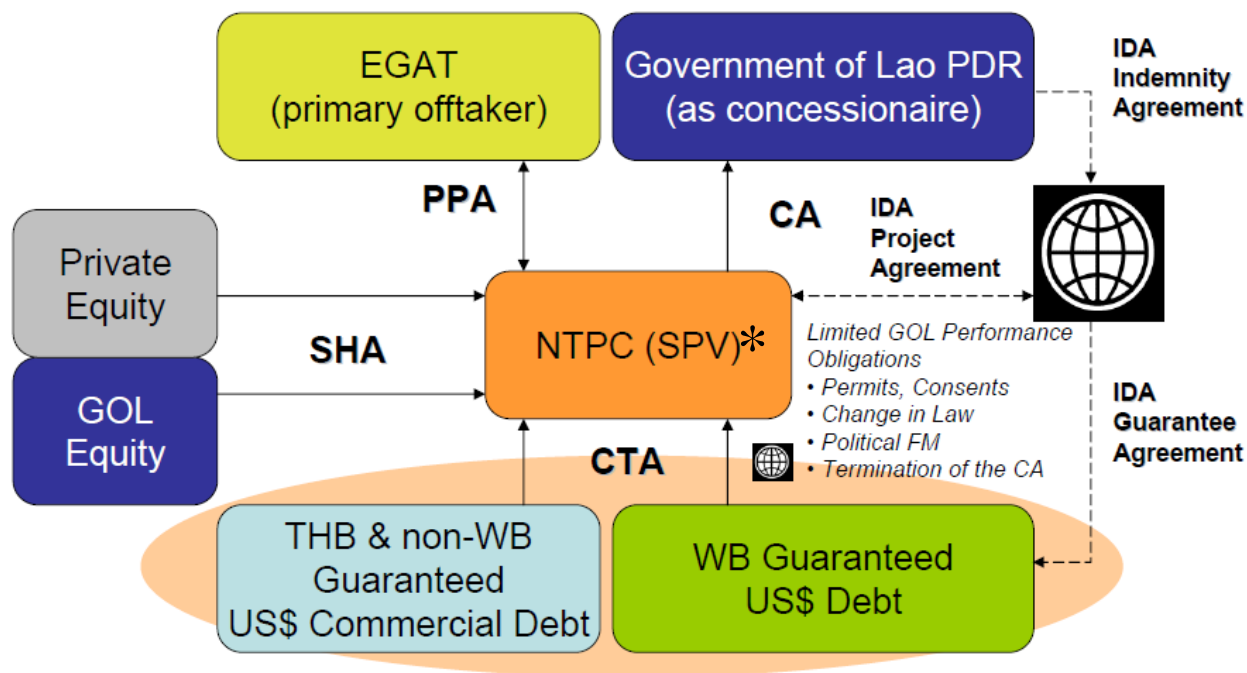 EGAT
(primary offtaker)
Government of Lao PDR
(as concessionaire)
IDA
Indemnity
Agreement
PPA
CA
IDA
Project
Agreement
Private
Equity
SHA
GOL
Equity
NTPC (SPV)*
Limited GOL Performance
Obligations
• Permits, Consents
• Change in Law
• Political FM
• Termination of the CA
IDA
Guarantee
Agreement
CTA
THB & non-WB
Guaranteed
US$ Commercial Debt
WB Guaranteed
US$ Debt